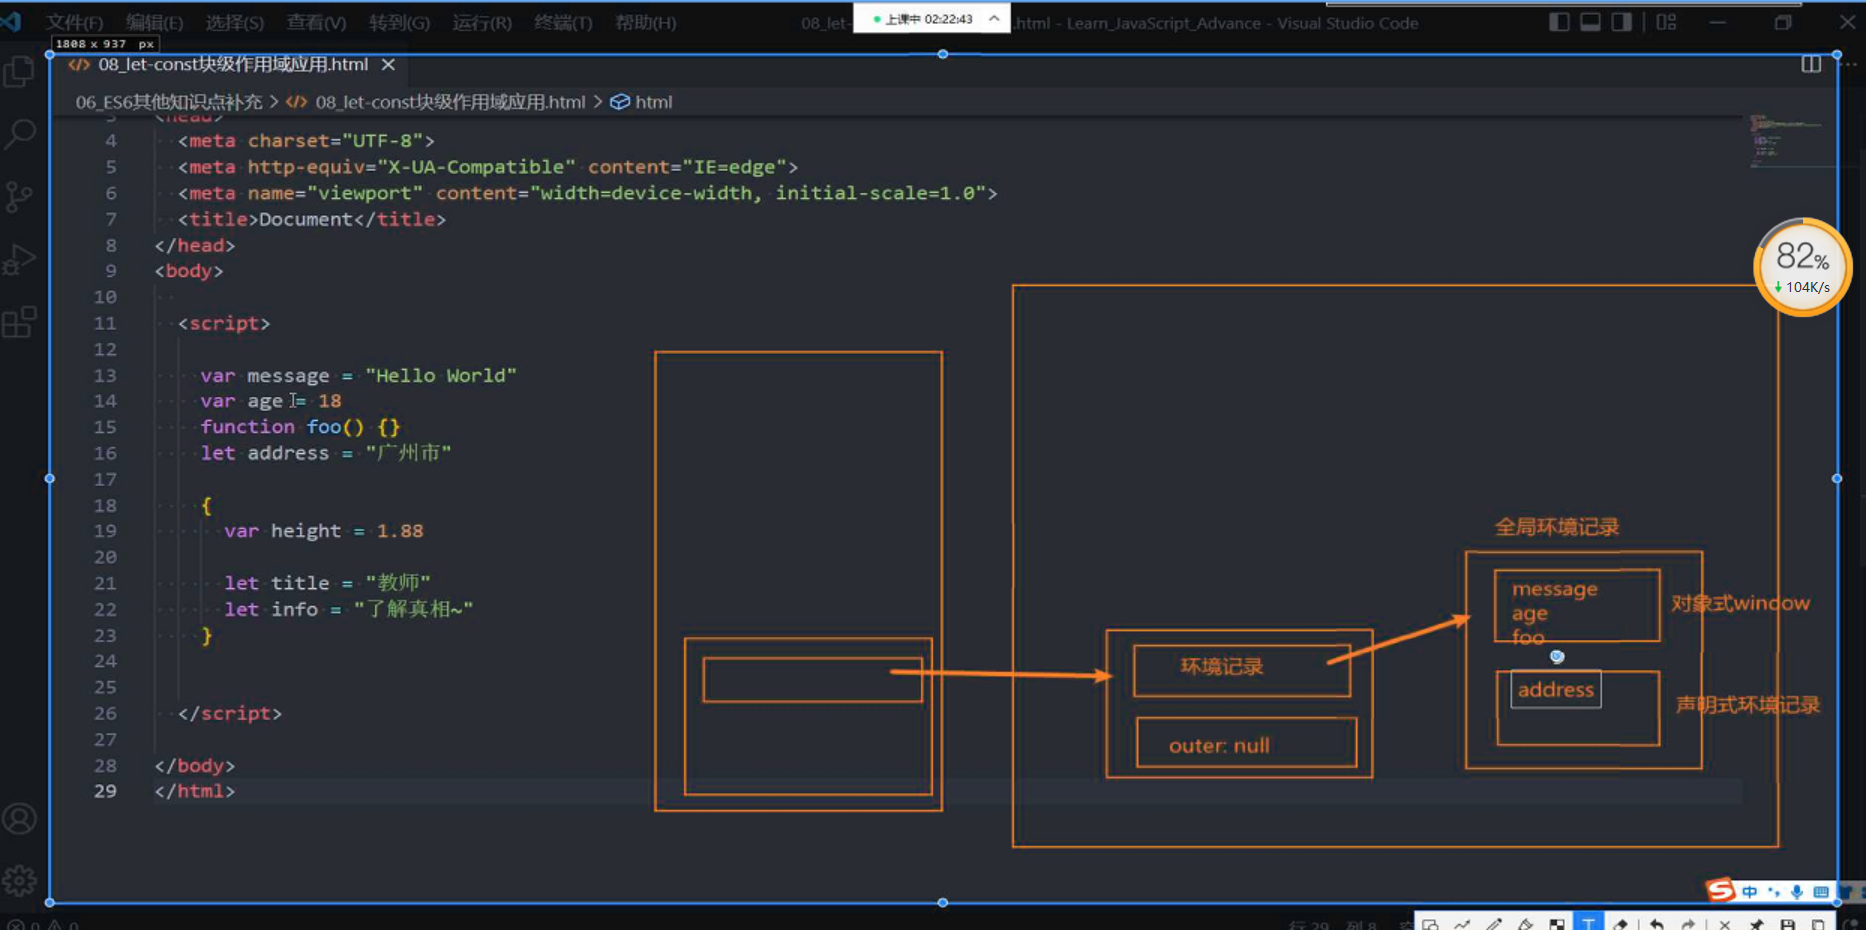 文件(F) 编辑(E) 选择(S) 查看(V) 转到(G) 运行(R) 终端(T) 帮助(H)
08_let-
上课中 02:22:43
.html - Learn_JavaScript_Advance - Visual Studio Code
1808 x 937 px
08_let-const块级作用域应用.html
06_ES6其他知识点补充 > 08_let-const块级作用域应用.html > html
3 <head>
4 <meta charset="UTF-8">
5 <meta http-equiv="X-UA-Compatible" content="IE=edge">
6 <meta name="viewport" content="width=device-width, initial-scale=1.0">
7 <title>Document</title>
8 </head>
9 <body>
10
11 <script>
12
13 var message = "Hello World"
14 var age = 18
15 function foo() {}
16 let address = "广州市"
17
18 {
19 var height = 1.88
20
21 let title = "教师"
22 let info = "了解真相~"
23 }
24
25
26 </script>
27
28 </body>
29 </html>
82%
104K/s
全局环境记录
message
age
foo
对象式window
address
声明式环境记录
环境记录
outer: null
中
行 29 列 8
0 0